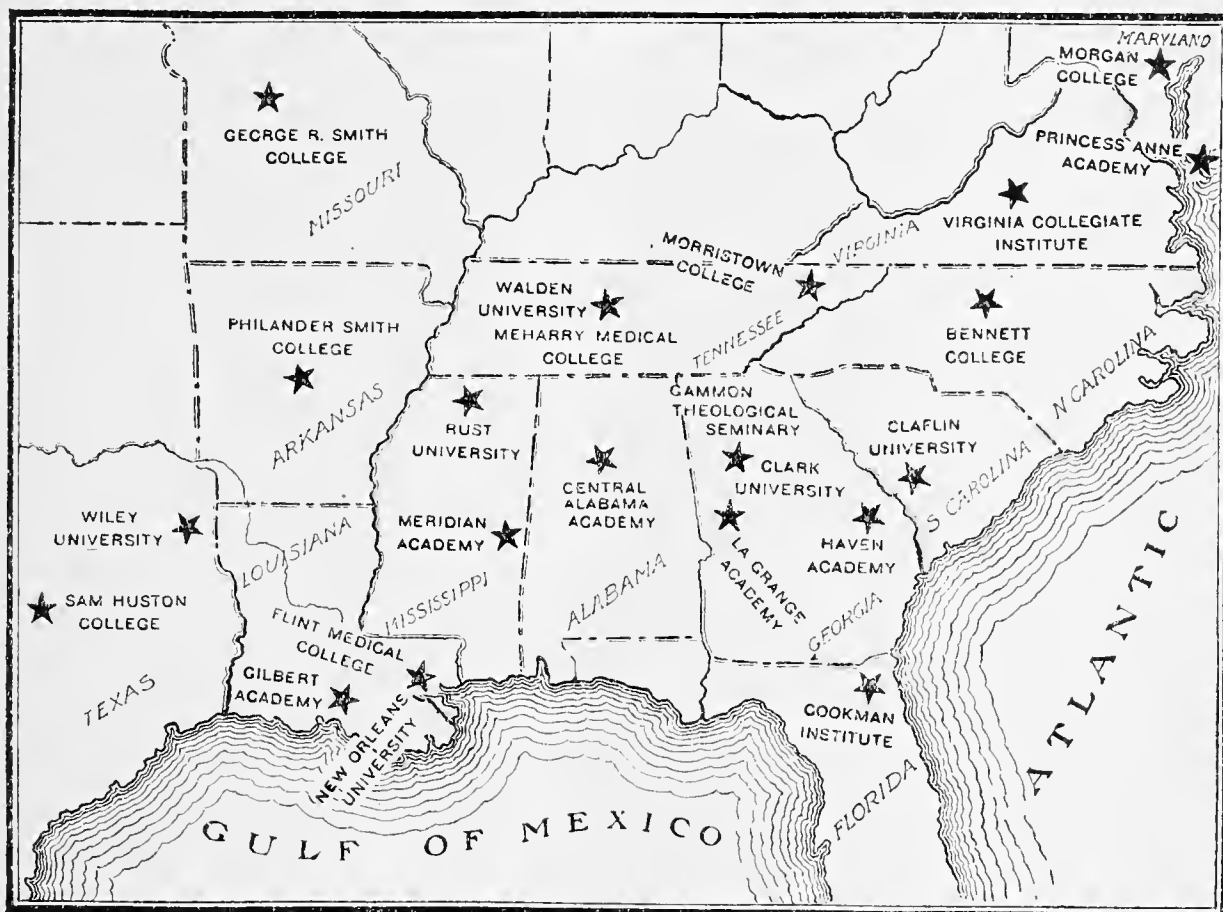 MARYLAND
MORGAN
COLLEGE
GEORGE R. SMITH
COLLEGE
PRINCESS ANNE
ACADEMY
MISSOURI
VIRGINIA COLLEGIATE
INSTITUTE
VIRGINIA
MORRISTOWN
COLLEGE
WALDEN
UNIVERSITY
MEHARRY MEDICAL
COLLEGE
TENNESSEE
PHILANDER SMITH
COLLEGE
BENNETT
COLLEGE
N CAROLINA
ARKANSAS
RUST
UNIVERSITY
GAMMON
THEOLOGICAL
SEMINARY
CLARK
UNIVERSITY
CLAFLIN
UNIVERSITY
S CAROLINA
CENTRAL
ALABAMA
ACADEMY
WILEY
UNIVERSITY
LOUISIANA
MERIDIAN
ACADEMY
LA GRANGE
ACADEMY
HAVEN
ACADEMY
SAM HUSTON
COLLEGE
MISSISSIPPI
ALABAMA
GEORGIA
FLINT MEDICAL
COLLEGE
GILBERT
ACADEMY
TEXAS
NEW ORLEANS
UNIVERSITY
COOKMAN
INSTITUTE
FLORIDA
ATLANTIC
GULF OF MEXICO